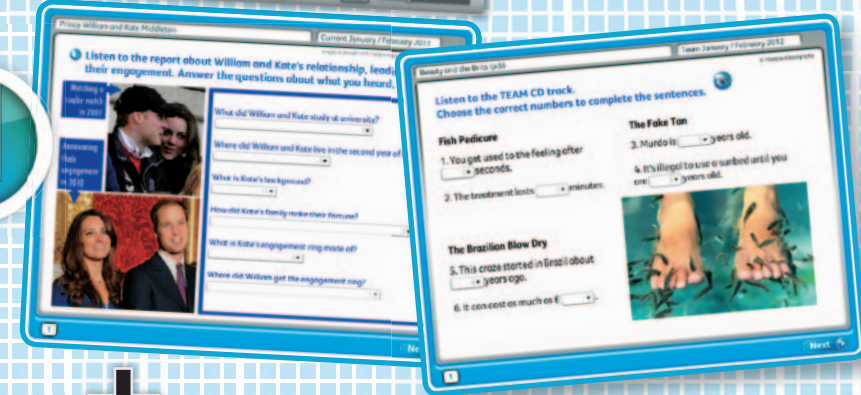 Prince William and Kate Middleton
Current January / February 2011
Listen to the report about William and Kate's relationship, leadi
their engagement. Answer the questions about what you heard.
Watching a
rugby match
in 2007
Announcing
their
engagement
in 2010
What did William and Kate study at university?
Where did William and Kate live in the second year of
What is Kate's background?
How did Kate's family make their fortune?
What is Kate's engagement ring made of?
Where did William get the engagement ring?
1
Ne
Beauty and the Brits (p5)
Team January / February 2012
Listen to the TEAM CD track.
Choose the correct numbers to complete the sentences.
Fish Pedicure
1. You get used to the feeling after
seconds.
2. The treatment lasts minutes
The Brazilian Blow Dry
5. This craze started in Brazil about
years ago.
6. It can cost as much as £ .
The Fake Tan
3. Murdo is years old.
4. It's illegal to use a sunbed until you
are years old.
1
Next